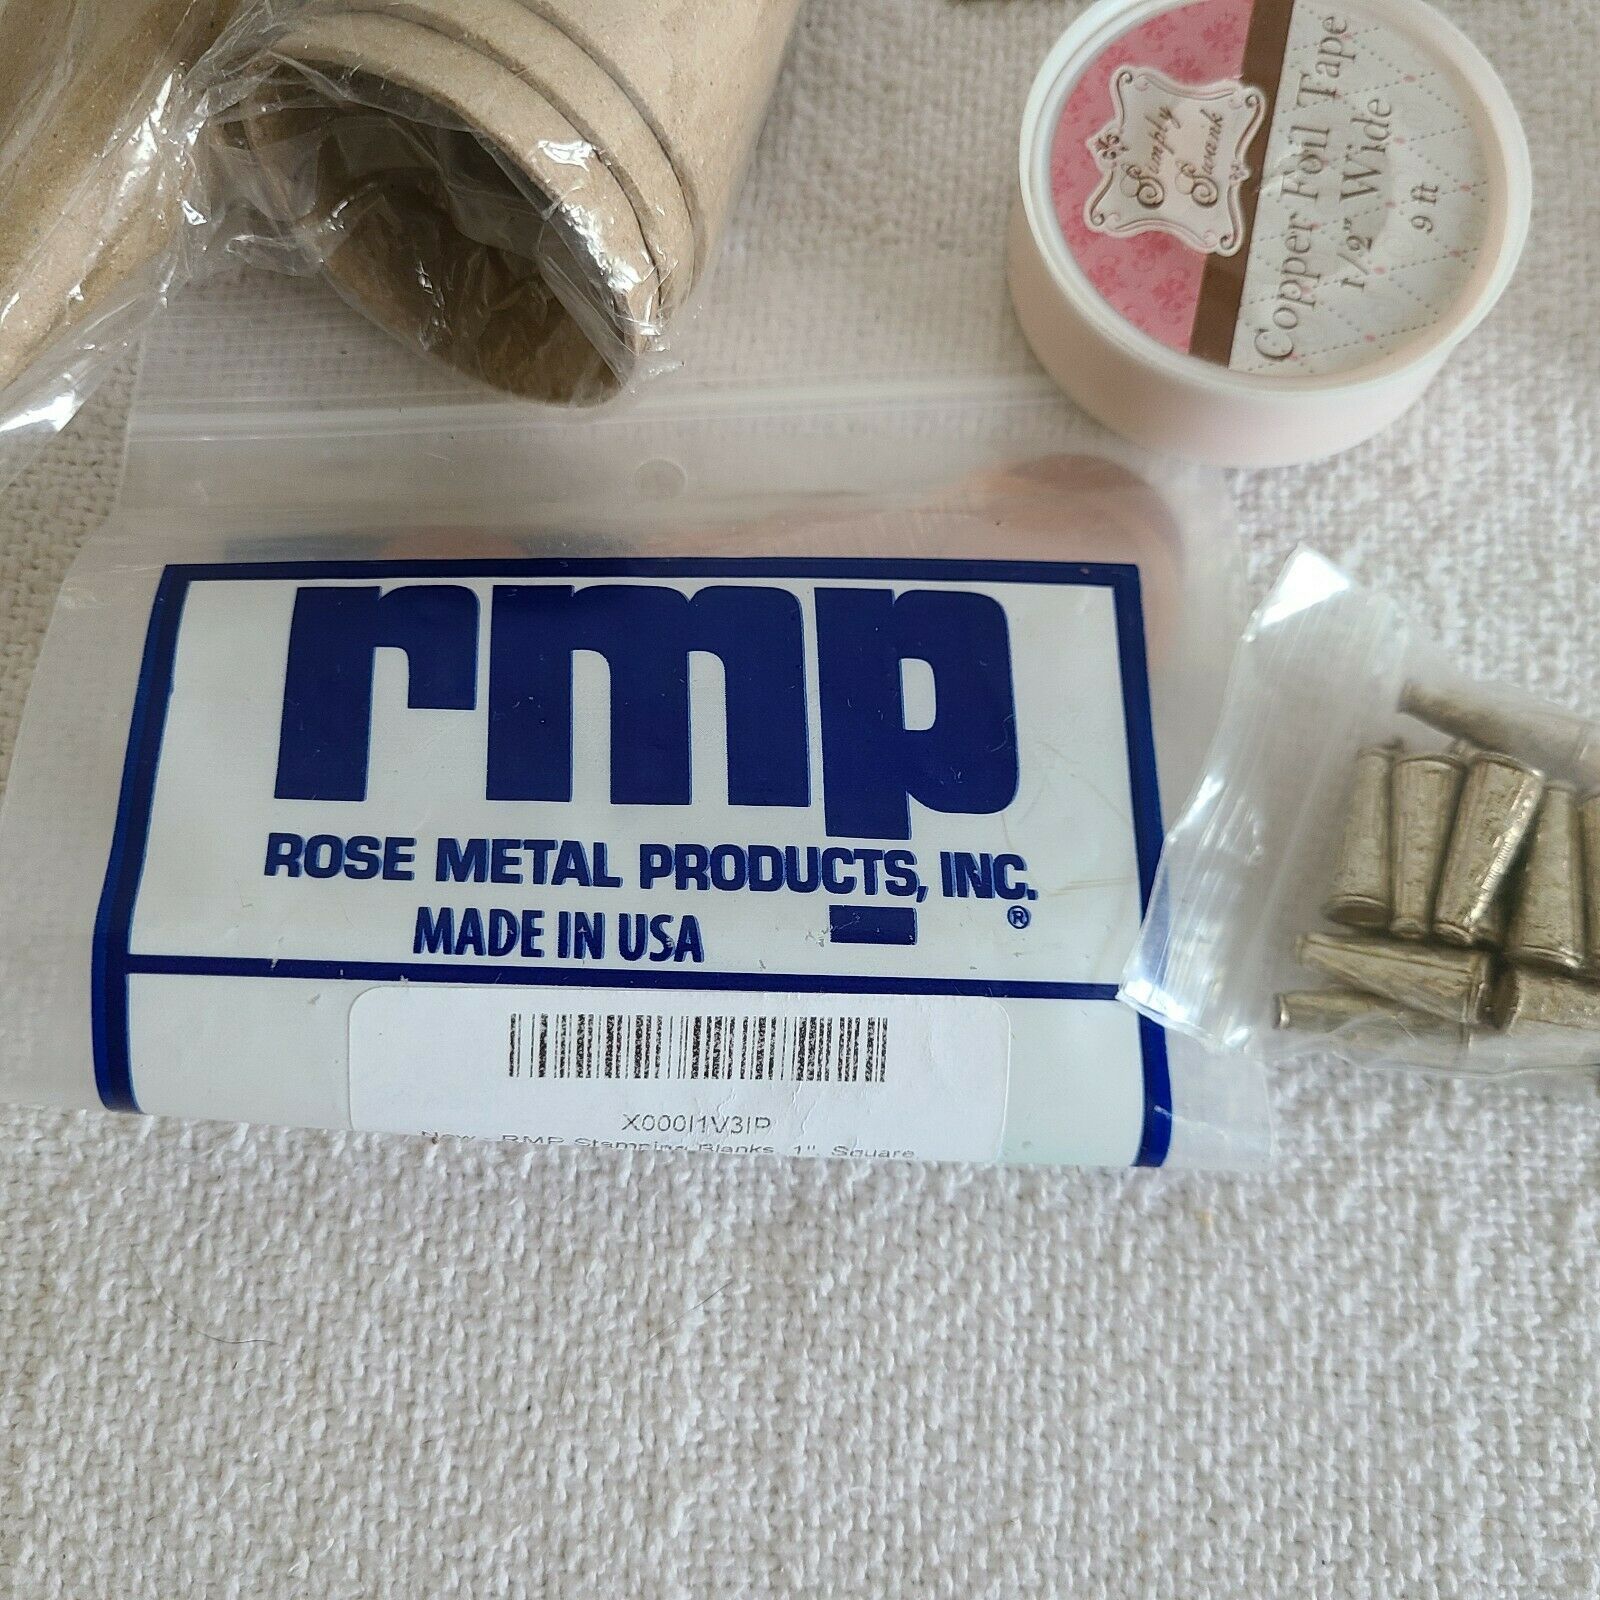 Simply
Swank
Copper Foil Tape
1/2" Wide
9 ft
rmp
ROSE METAL PRODUCTS, INC.
®
MADE IN USA
X000I1V3IP
New - RMP Stamping Blanks, 1", Square